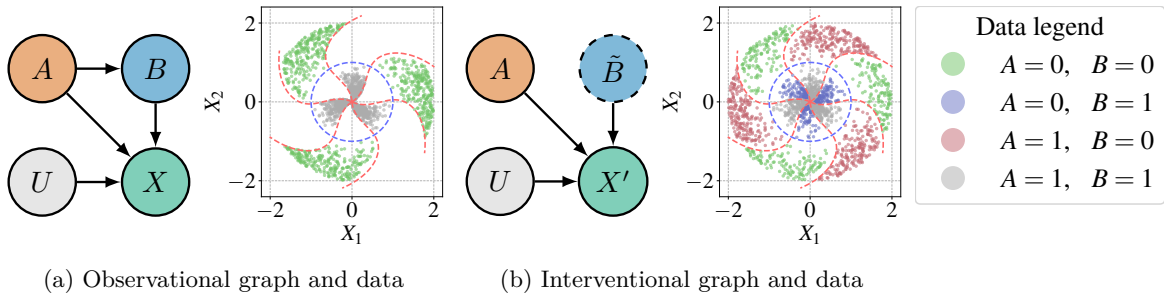 A
B
U
X
X₂
2
0
−2
−2
0
2
X₁
(a) Observational graph and data
A
B̃
U
X′
X₂
2
0
−2
−2
0
2
X₁
(b) Interventional graph and data
Data legend
A = 0, B = 0
A = 0, B = 1
A = 1, B = 0
A = 1, B = 1